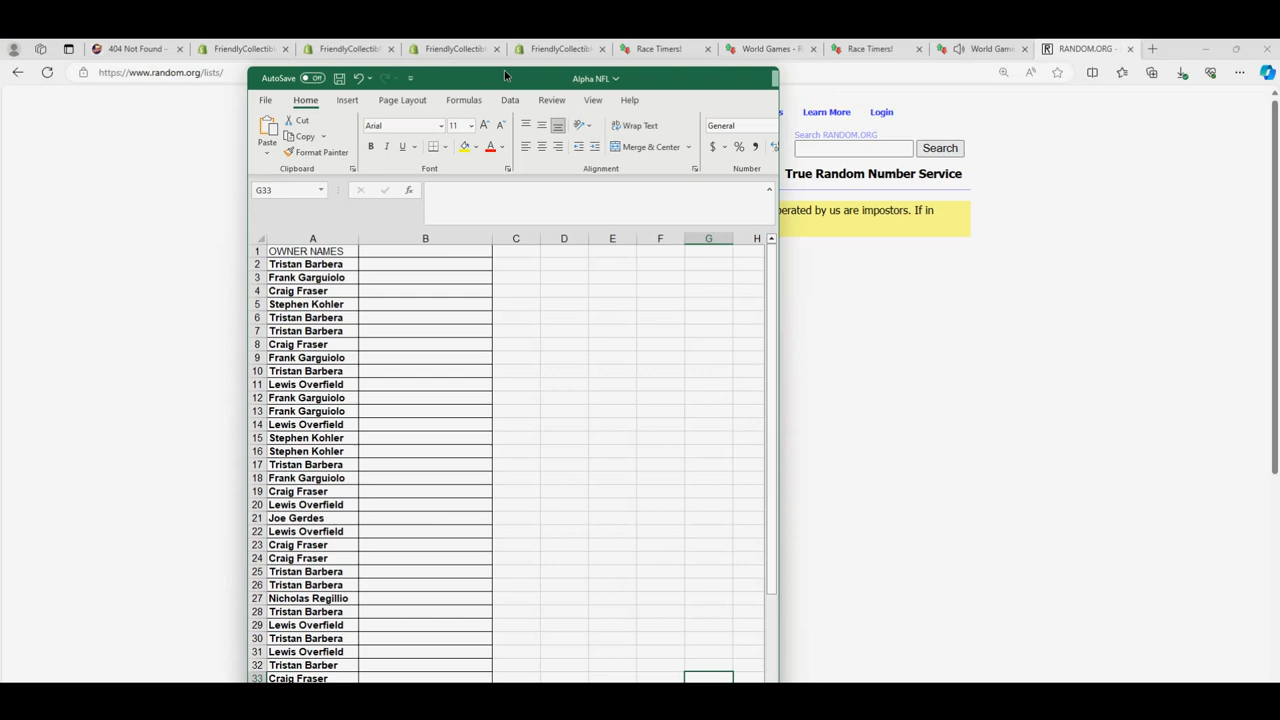 404 Not Found –
FriendlyCollectibl
FriendlyCollectibl
FriendlyCollectibl
FriendlyCollectibl
Race Timers!
World Games - R
Race Timers!
World Game
RANDOM.ORG -
https://www.random.org/lists/
AutoSave Off
Alpha NFL
File Home Insert Page Layout Formulas Data Review View Help
Learn More Login
Search RANDOM.ORG
Search
True Random Number Service
perated by us are impostors. If in
Paste
Cut
Copy
Format Painter
Arial 11
B I U
A A
Wrap Text
Merge & Center
General
$ % ,
Clipboard Font Alignment Number
G33
fx
A B C D E F G H
1 OWNER NAMES
2 Tristan Barbera
3 Frank Garguiolo
4 Craig Fraser
5 Stephen Kohler
6 Tristan Barbera
7 Tristan Barbera
8 Craig Fraser
9 Frank Garguiolo
10 Tristan Barbera
11 Lewis Overfield
12 Frank Garguiolo
13 Frank Garguiolo
14 Lewis Overfield
15 Stephen Kohler
16 Stephen Kohler
17 Tristan Barbera
18 Frank Garguiolo
19 Craig Fraser
20 Lewis Overfield
21 Joe Gerdes
22 Lewis Overfield
23 Craig Fraser
24 Craig Fraser
25 Tristan Barbera
26 Tristan Barbera
27 Nicholas Regillio
28 Tristan Barbera
29 Lewis Overfield
30 Tristan Barbera
31 Lewis Overfield
32 Tristan Barber
33 Craig Fraser